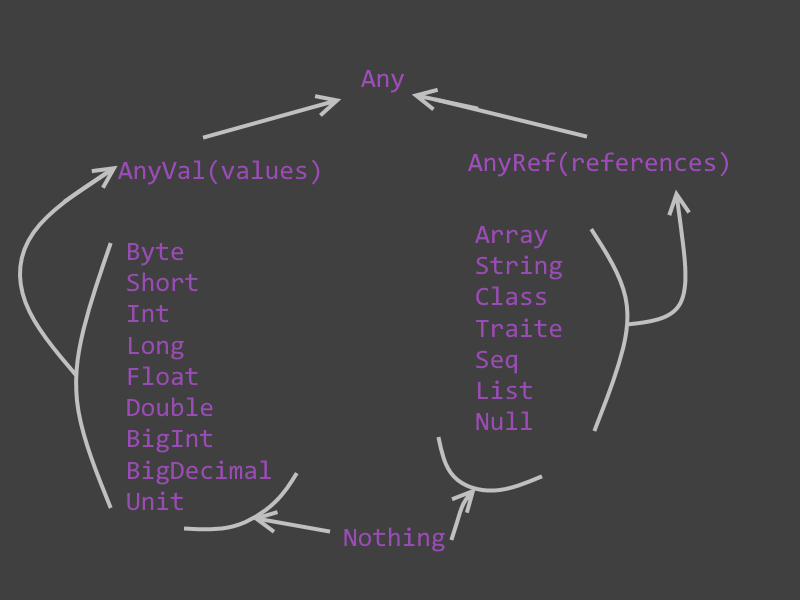 Any
AnyVal(values)
AnyRef(references)
Byte
Short
Int
Long
Float
Double
BigInt
BigDecimal
Unit
Array
String
Class
Traite
Seq
List
Null
Nothing